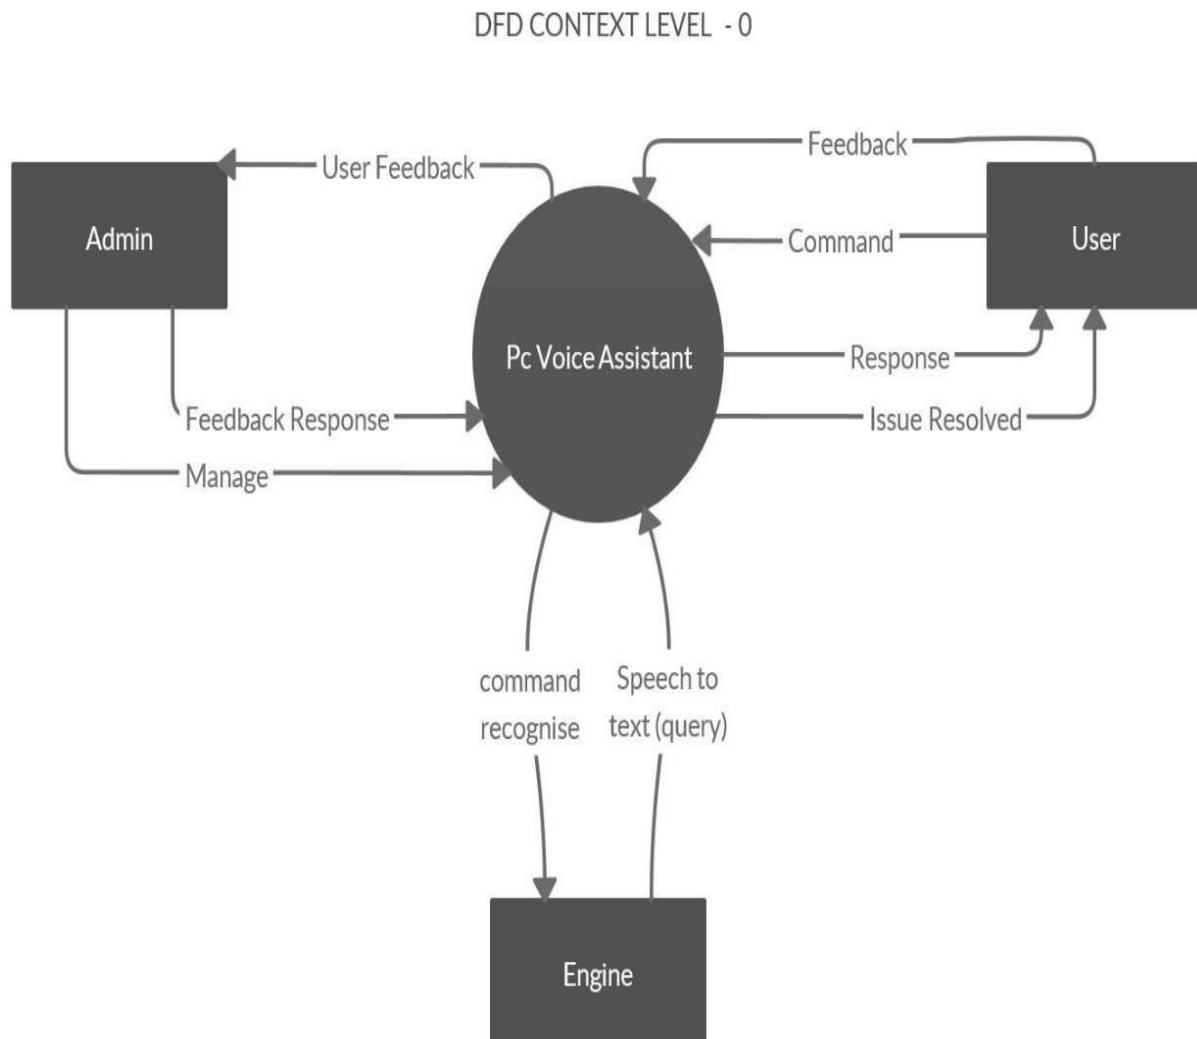 DFD CONTEXT LEVEL - 0
User Feedback
Feedback
Admin
Command
User
Pc Voice Assistant
Response
Feedback Response
Issue Resolved
Manage
command
recognise
Speech to
text (query)
Engine